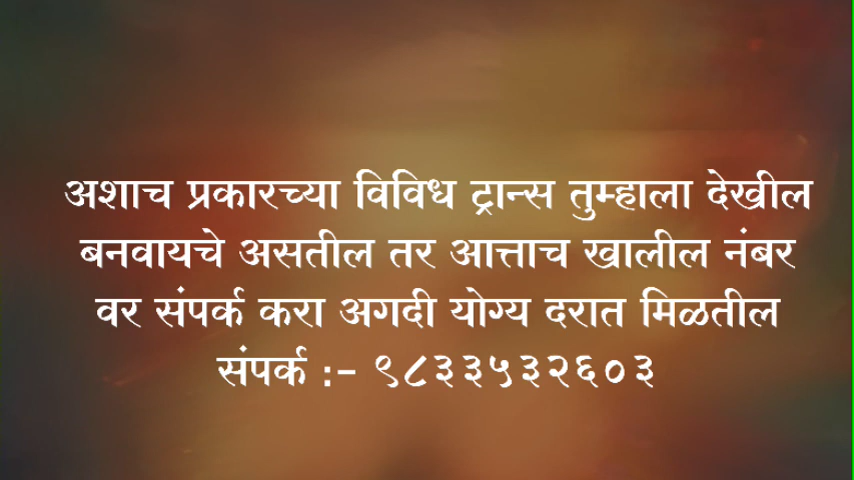 अशाच प्रकारच्या विविध ट्रान्स तुम्हाला देखील
बनवायचे असतील तर आत्ताच खालील नंबर
वर संपर्क करा अगदी योग्य दरात मिळतील
संपर्क :- ९८३३५३२६०३